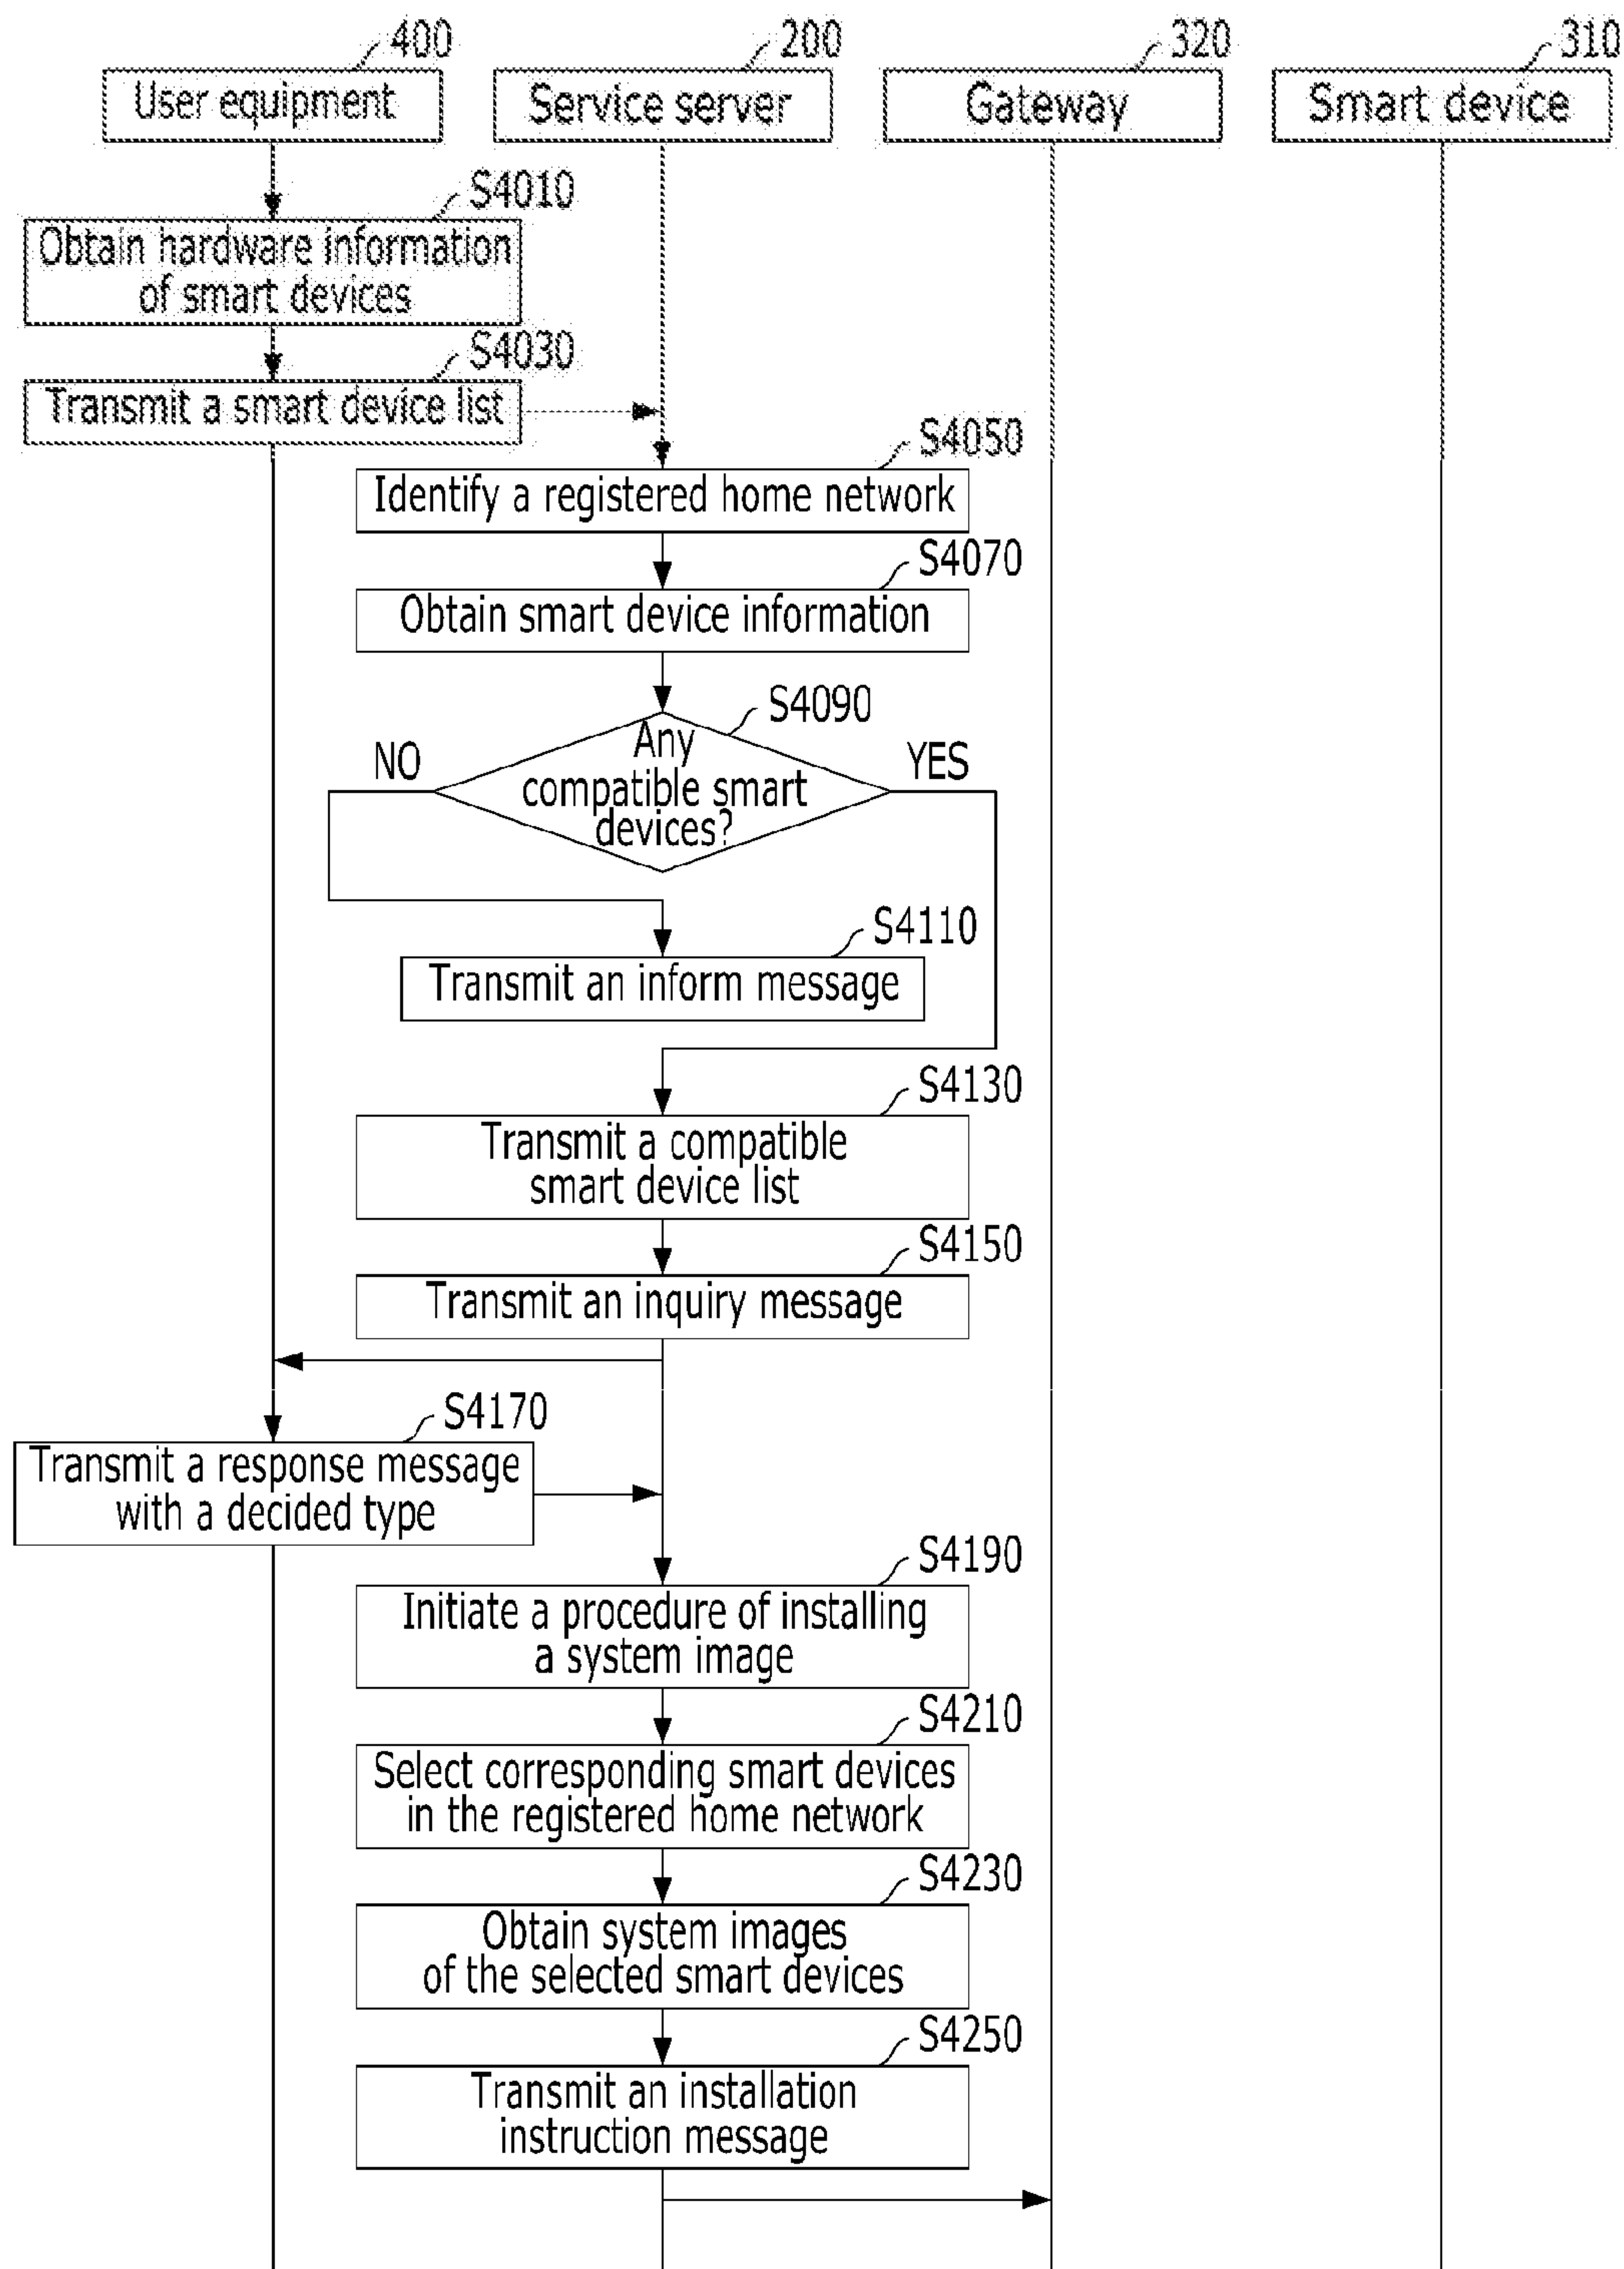 400
200
320
310
User equipment
Service server
Gateway
Smart device
S4010
Obtain hardware information
of smart devices
S4030
Transmit a smart device list
S4050
Identify a registered home network
S4070
Obtain smart device information
S4090
Any
compatible smart
devices?
NO
YES
S4110
Transmit an inform message
S4130
Transmit a compatible
smart device list
S4150
Transmit an inquiry message
S4170
Transmit a response message
with a decided type
S4190
Initiate a procedure of installing
a system image
S4210
Select corresponding smart devices
in the registered home network
S4230
Obtain system images
of the selected smart devices
S4250
Transmit an installation
instruction message